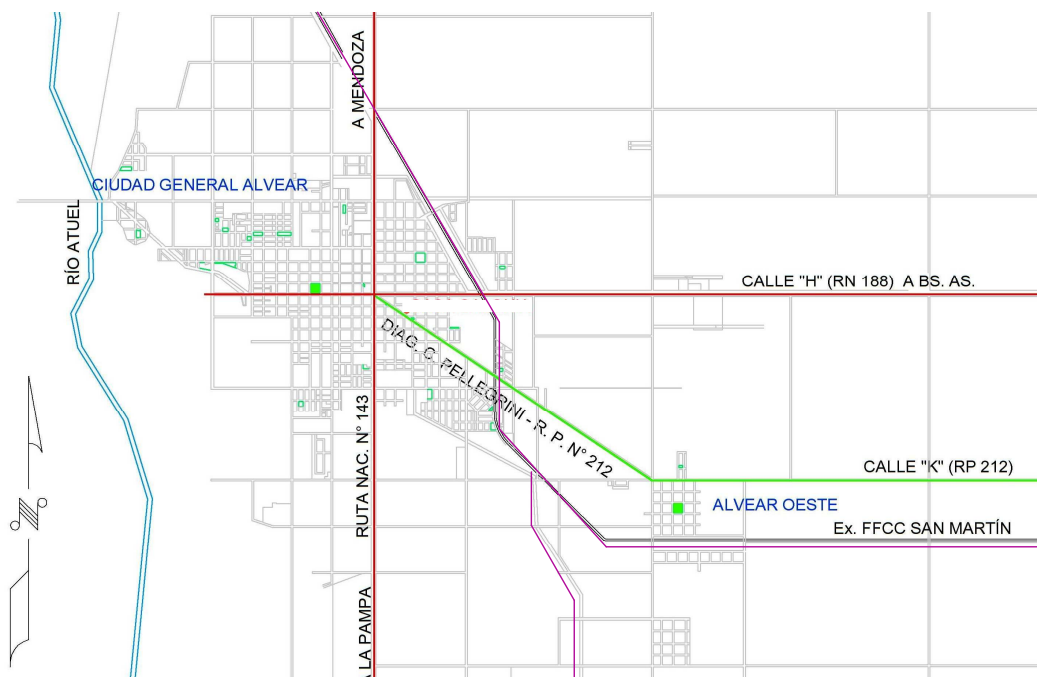 A MENDOZA
CIUDAD GENERAL ALVEAR
RÍO ATUEL
CALLE "H" (RN 188) A BS. AS.
DIAG. C. PELLEGRINI - R. P. N° 212
RUTA NAC. N° 143
CALLE "K" (RP 212)
ALVEAR OESTE
Ex. FFCC SAN MARTÍN
A LA PAMPA